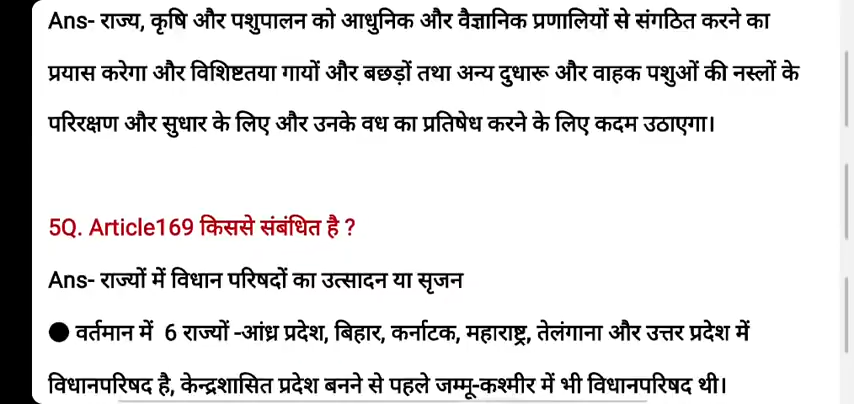 Ans- राज्य, कृषि और पशुपालन को आधुनिक और वैज्ञानिक प्रणालियों से संगठित करने का
प्रयास करेगा और विशिष्टतया गायों और बछड़ों तथा अन्य दुधारू और वाहक पशुओं की नस्लों के
परिरक्षण और सुधार के लिए और उनके वध का प्रतिषेध करने के लिए कदम उठाएगा।
5Q. Article169 किससे संबंधित है ?
Ans- राज्यों में विधान परिषदों का उत्सादन या सृजन
● वर्तमान में 6 राज्यों -आंध्र प्रदेश, बिहार, कर्नाटक, महाराष्ट्र, तेलंगाना और उत्तर प्रदेश में
विधानपरिषद है, केन्द्रशासित प्रदेश बनने से पहले जम्मू-कश्मीर में भी विधानपरिषद थी।